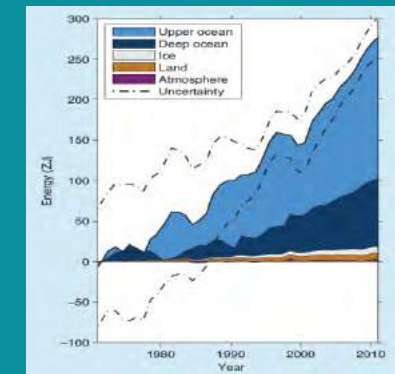 300
250
200
150
100
50
0
−50
−100
Energy (ZJ)
Upper ocean
Deep ocean
Ice
Land
Atmosphere
Uncertainty
1980
1990
2000
2010
Year